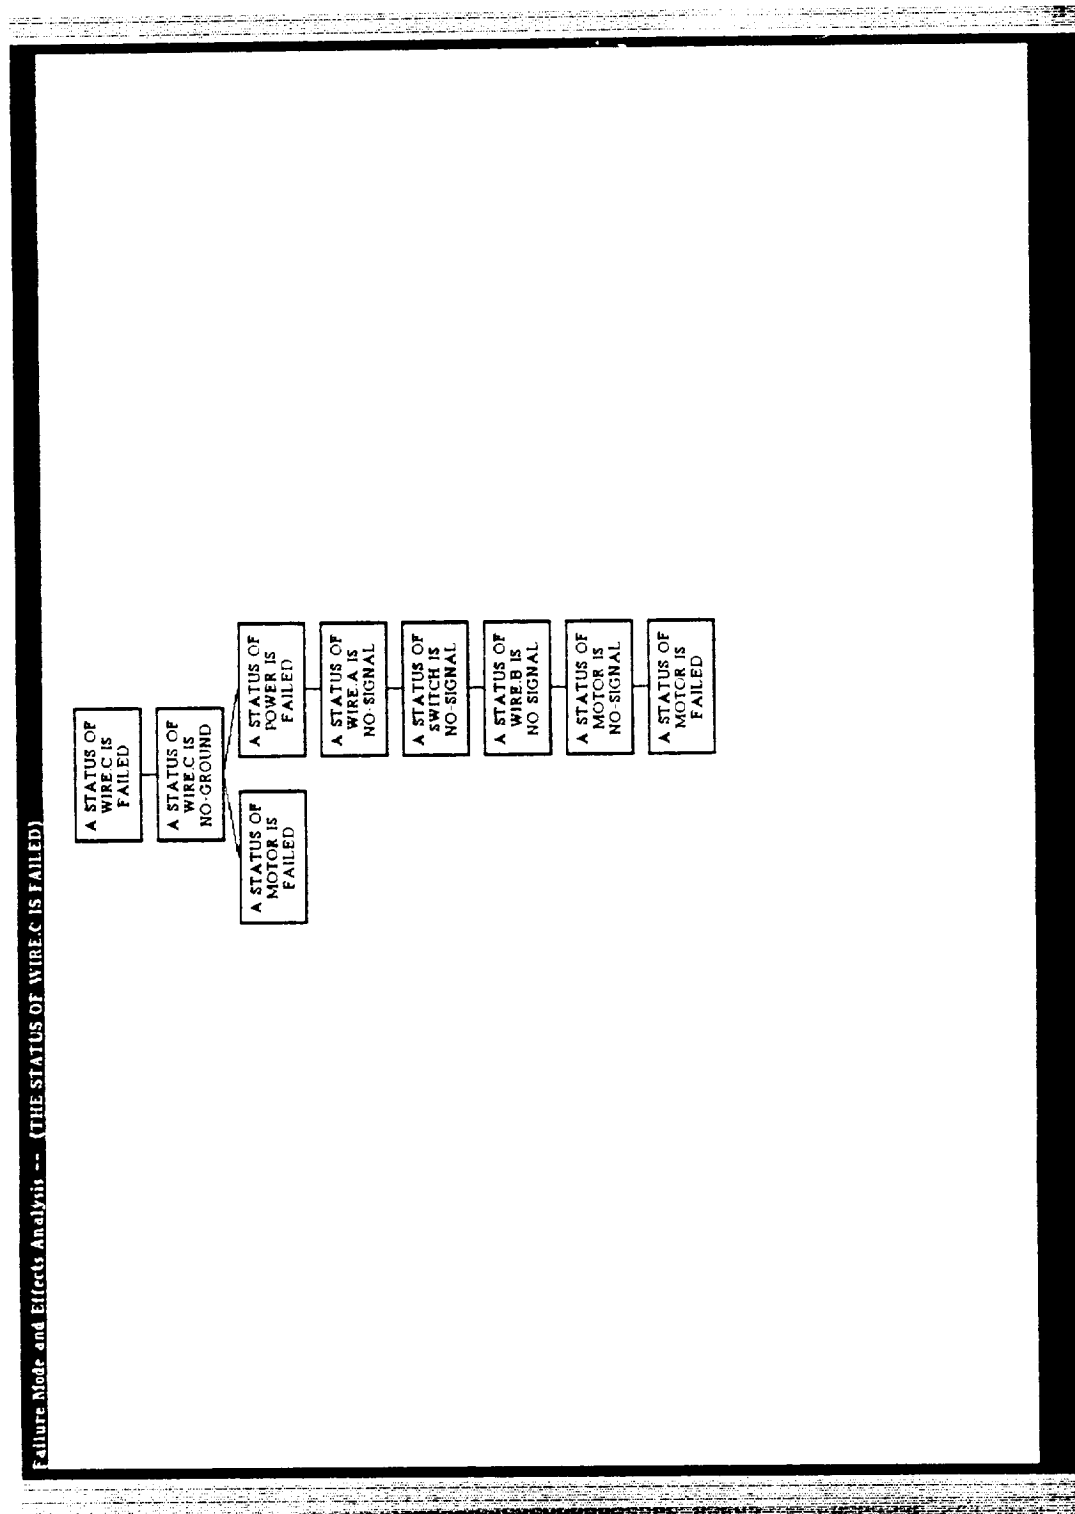 Failure Mode and Effects Analysis -- (THE STATUS OF WIRE.C IS FAILED)
A STATUS OF
WIRE.C IS
FAILED
A STATUS OF
WIRE.C IS
NO-GROUND
A STATUS OF
MOTOR IS
FAILED
A STATUS OF
POWER IS
FAILED
A STATUS OF
WIRE.A IS
NO-SIGNAL
A STATUS OF
SWITCH IS
NO-SIGNAL
A STATUS OF
WIRE.B IS
NO SIGNAL
A STATUS OF
MOTOR IS
NO-SIGNAL
A STATUS OF
MOTOR IS
FAILED